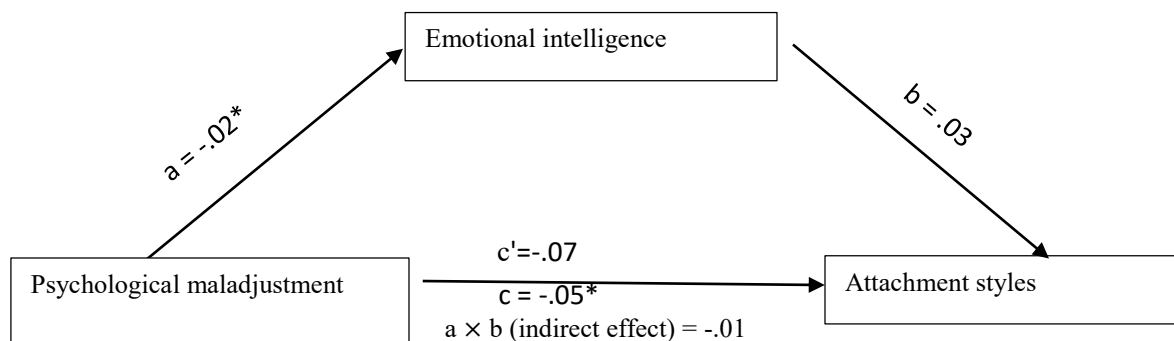 Emotional intelligence
a = -.02*
b = .03
Psychological maladjustment
c'=-.07
c = -.05*
a × b (indirect effect) = -.01
Attachment styles